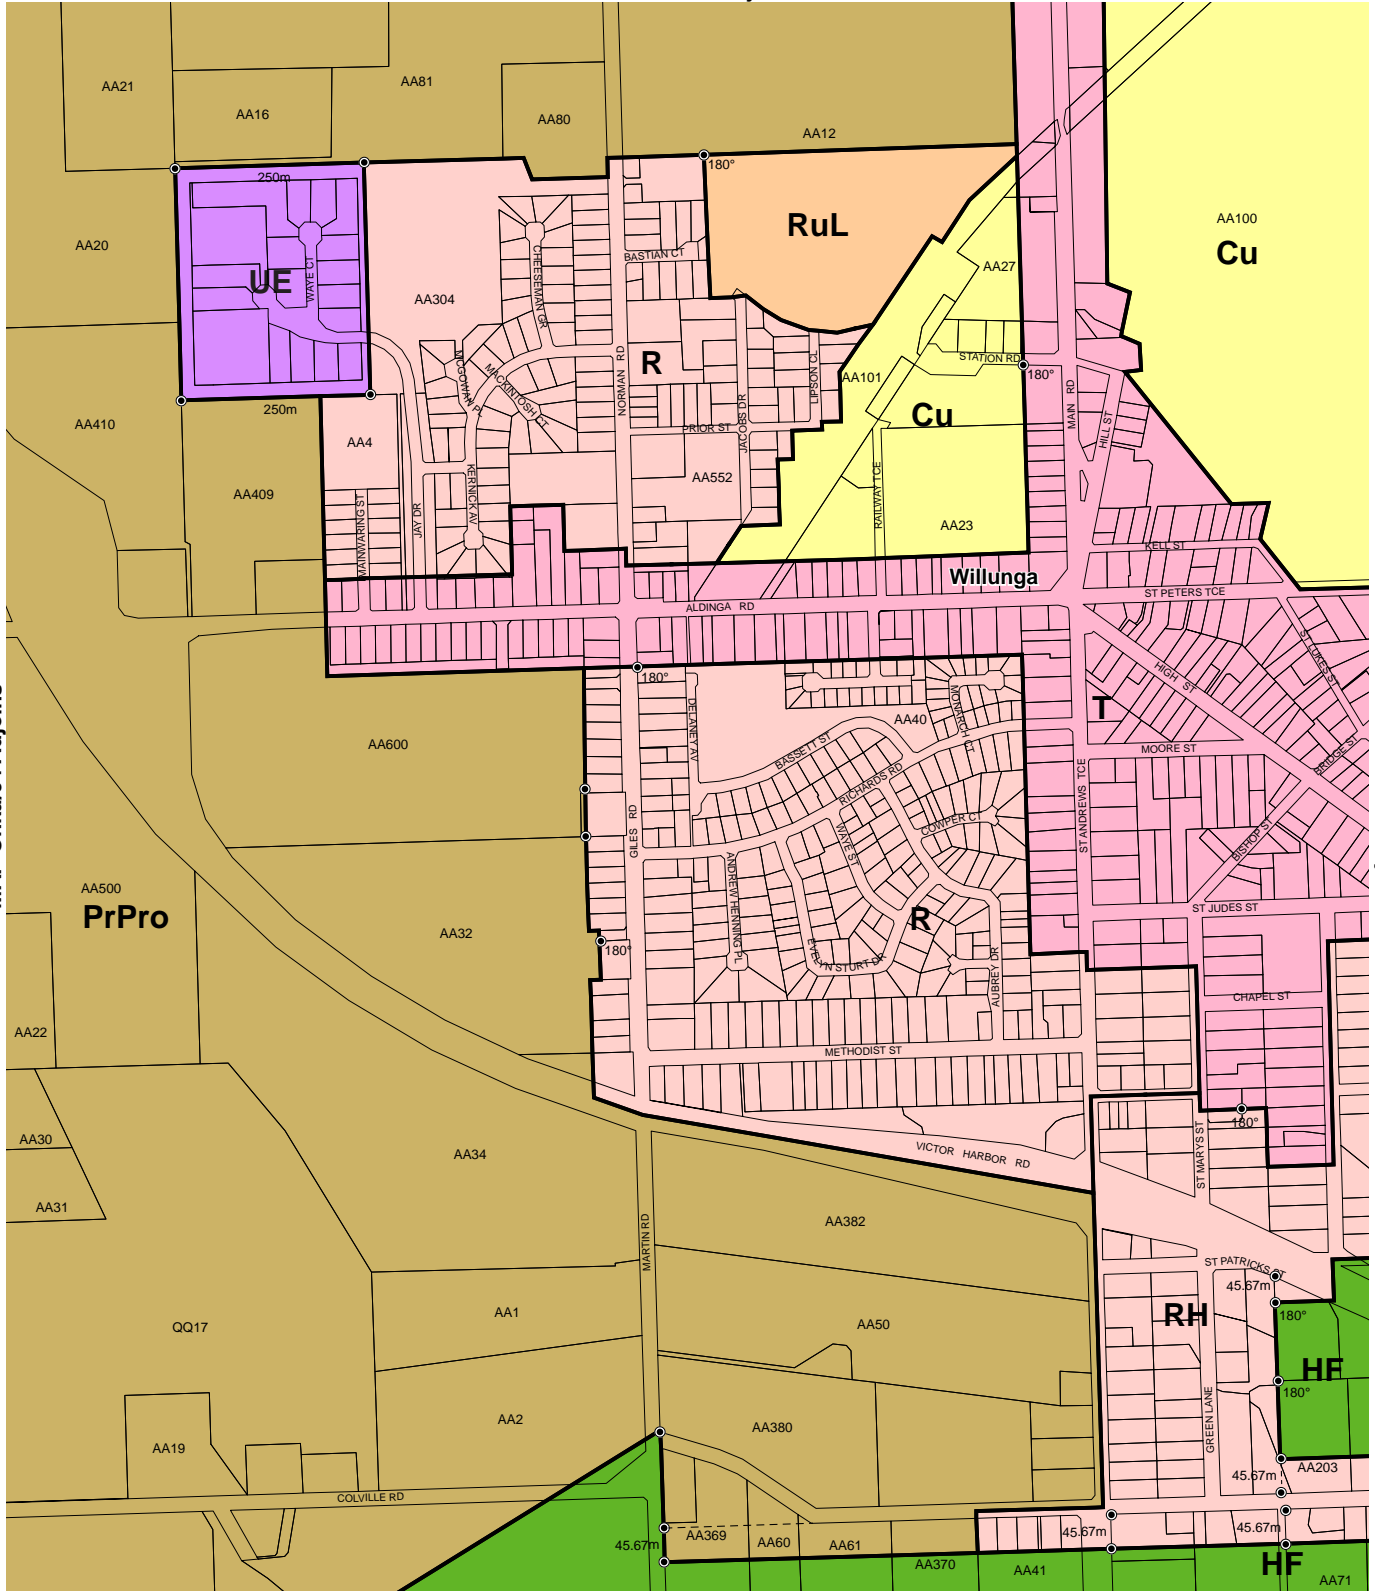 AA21
AA16
AA81
AA80
AA12
180°
250m
RuL
AA100
Cu
AA20
UE
WAYE CT
CHEESEMAN GR
BASTIAN CT
AA27
AA304
STATION RD
180°
R
NORMAN RD
MCGOWAN PL
MACKINTOSH CT
LIPSON CL
AA101
MAIN RD
250m
AA410
AA4
PRIOR ST
JACOBS DR
Cu
HILL ST
AA409
KERNICK AV
AA552
RAILWAY TCE
AA23
MAINWARING ST
JAY DR
KELL ST
Willunga
ST PETERS TCE
ALDINGA RD
ST LUKES ST
180°
HIGH ST
DELANEY AV
MONARCH CT
AA40
T
AA600
BASSETT ST
MOORE ST
BRIDGE ST
RICHARDS RD
GILES RD
COWPER CT
WAYE ST
ST ANDREWS TCE
BISHOP ST
AA500
PrPro
ANDREW HENNING PL
ST JUDES ST
AA32
R
180°
EVELYN STURT DR
AUBREY DR
CHAPEL ST
AA22
METHODIST ST
180°
AA30
AA34
VICTOR HARBOR RD
ST MARYS ST
AA31
AA382
MARTIN RD
ST PATRICKS ST
45.67m
AA1
AA50
RH
180°
QQ17
HF
180°
GREEN LANE
AA2
AA380
AA19
45.67m
AA203
COLVILLE RD
45.67m
AA369
AA60
AA61
45.67m
45.67m
AA370
AA41
HF
AA71